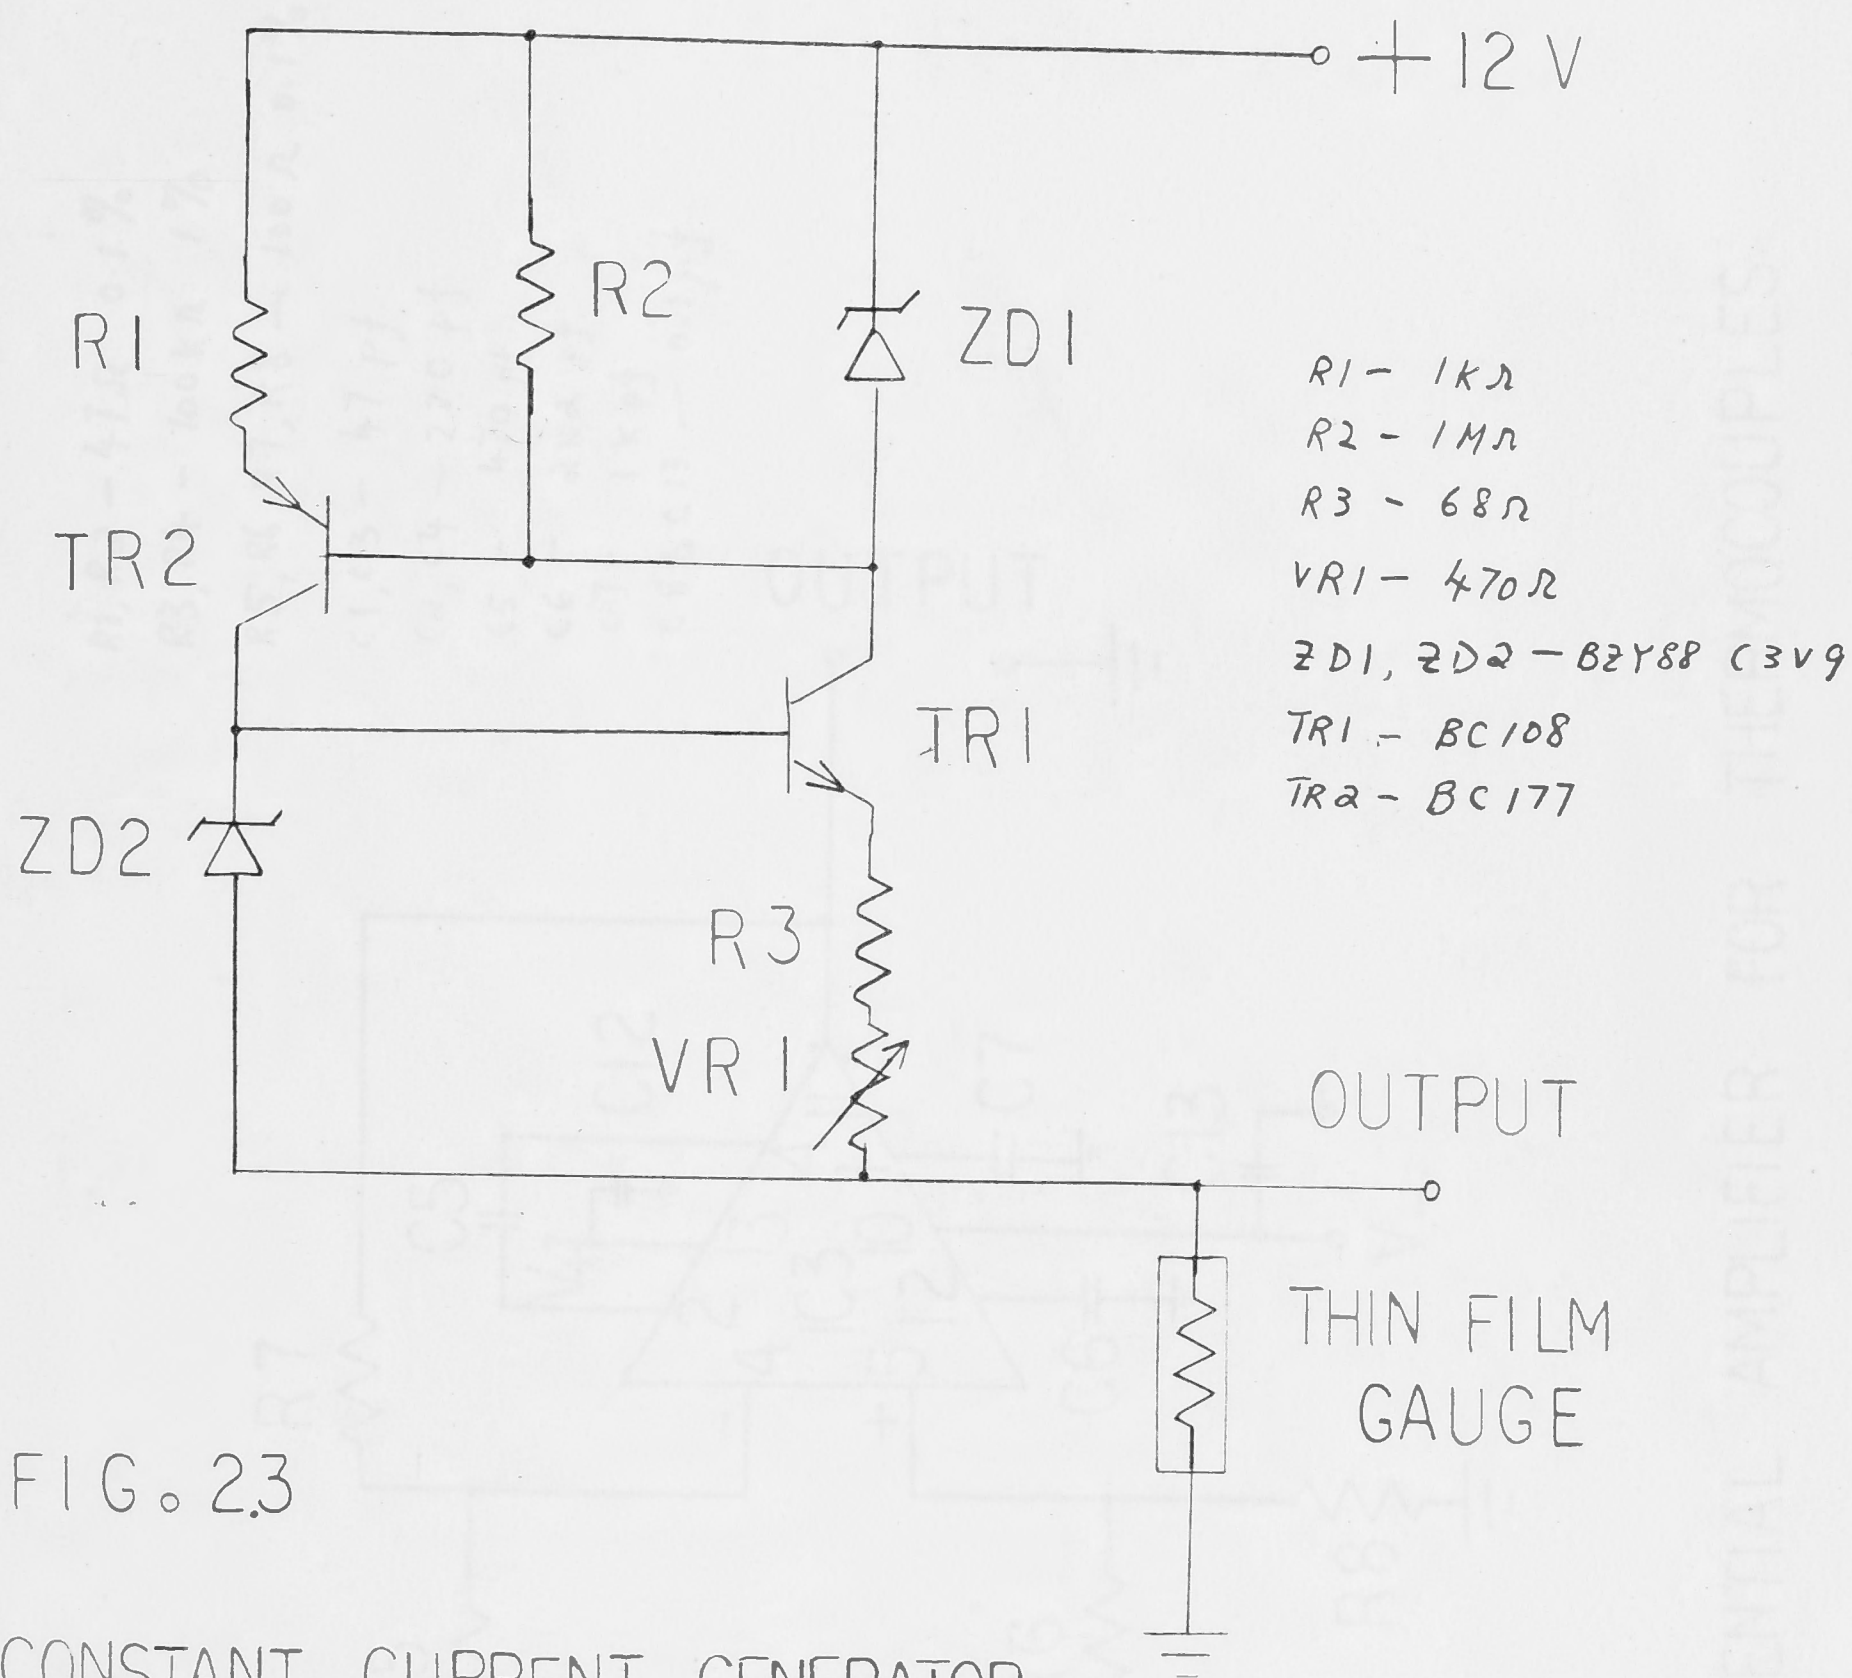 + 12 V
R1
R2
ZD1
TR2
R1 - 1KΩ
R2 - 1MΩ
R3 - 68Ω
VR1 - 470Ω
ZD1, ZD2 - BZY88 C3V9
TR1 - BC108
TR2 - BC177
TR1
ZD2
R3
VR1
OUTPUT
THIN FILM
GAUGE
FIG. 2.3
CONSTANT CURRENT GENERATOR